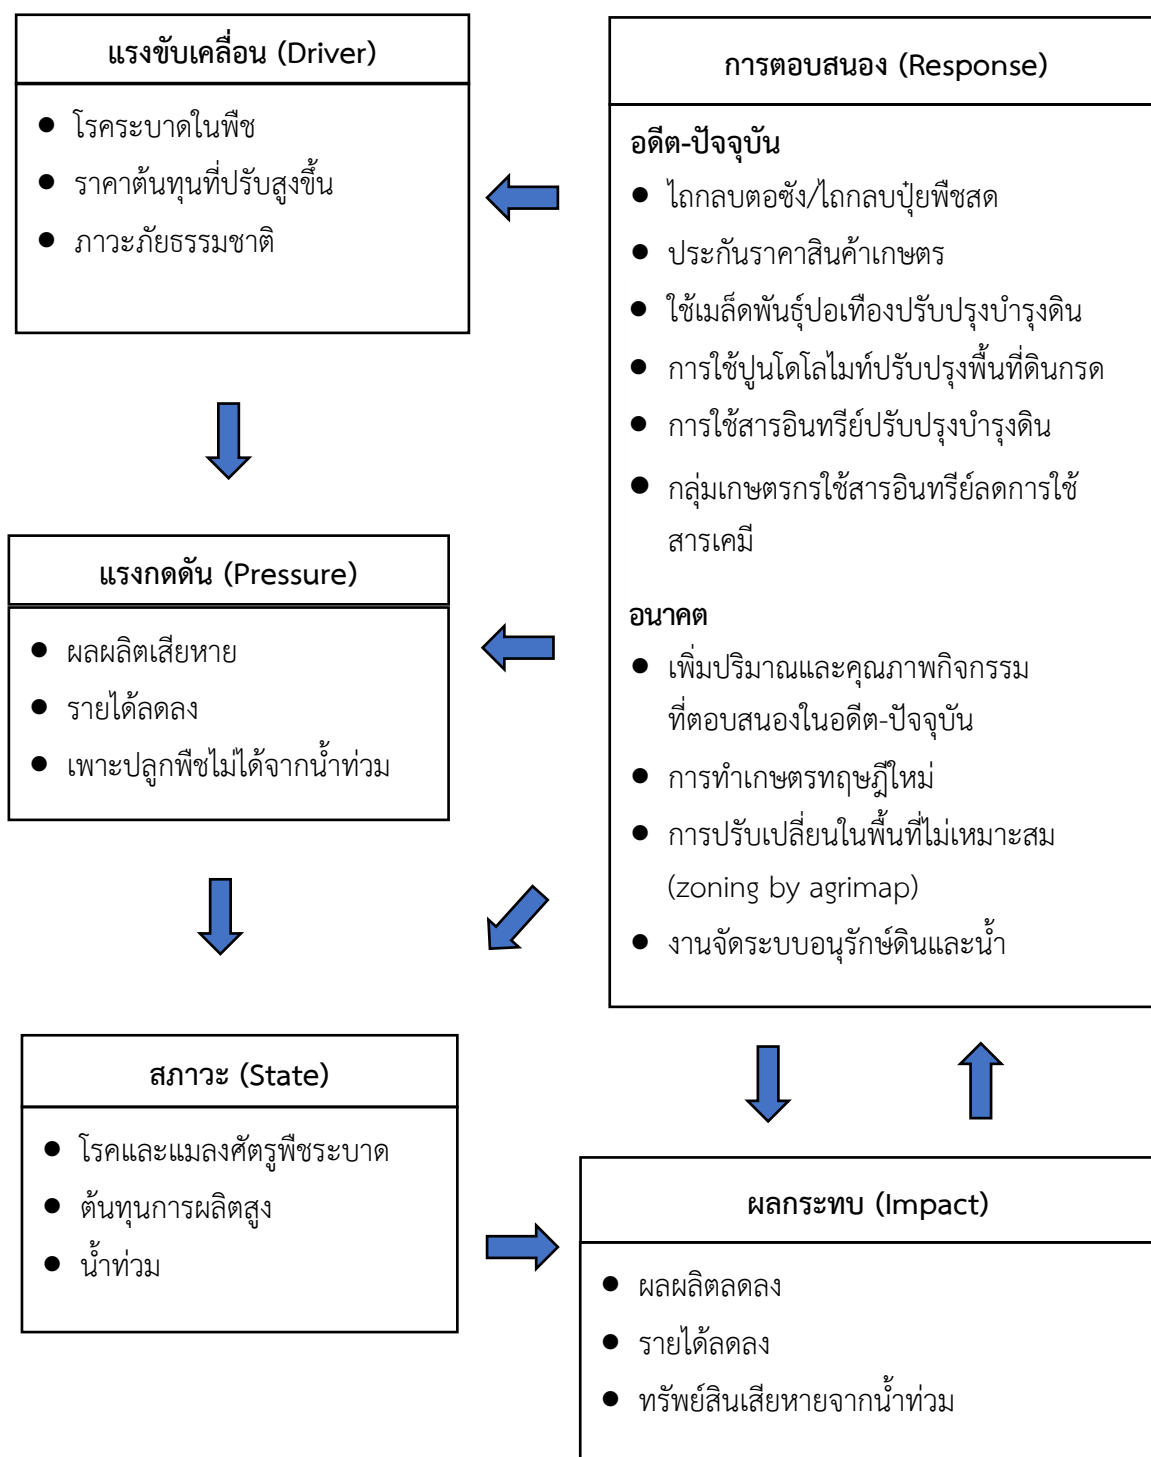 แรงขับเคลื่อน (Driver)
● โรคระบาดในพืช
● ราคาต้นทุนที่ปรับสูงขึ้น
● ภาวะภัยธรรมชาติ
แรงกดดัน (Pressure)
● ผลผลิตเสียหาย
● รายได้ลดลง
● เพาะปลูกพืชไม่ได้จากน้ำท่วม
สภาวะ (State)
● โรคและแมลงศัตรูพืชระบาด
● ต้นทุนการผลิตสูง
● น้ำท่วม
การตอบสนอง (Response)
อดีต-ปัจจุบัน
● ไถกลบตอซัง/ไถกลบปุ๋ยพืชสด
● ประกันราคาสินค้าเกษตร
● ใช้เมล็ดพันธุ์ปอเทืองปรับปรุงบำรุงดิน
● การใช้ปูนโดโลไมท์ปรับปรุงพื้นที่ดินกรด
● การใช้สารอินทรีย์ปรับปรุงบำรุงดิน
● กลุ่มเกษตรกรใช้สารอินทรีย์ลดการใช้
สารเคมี
อนาคต
● เพิ่มปริมาณและคุณภาพกิจกรรม
ที่ตอบสนองในอดีต-ปัจจุบัน
● การทำเกษตรทฤษฎีใหม่
● การปรับเปลี่ยนในพื้นที่ไม่เหมาะสม
(zoning by agrimap)
● งานจัดระบบอนุรักษ์ดินและน้ำ
ผลกระทบ (Impact)
● ผลผลิตลดลง
● รายได้ลดลง
● ทรัพย์สินเสียหายจากน้ำท่วม